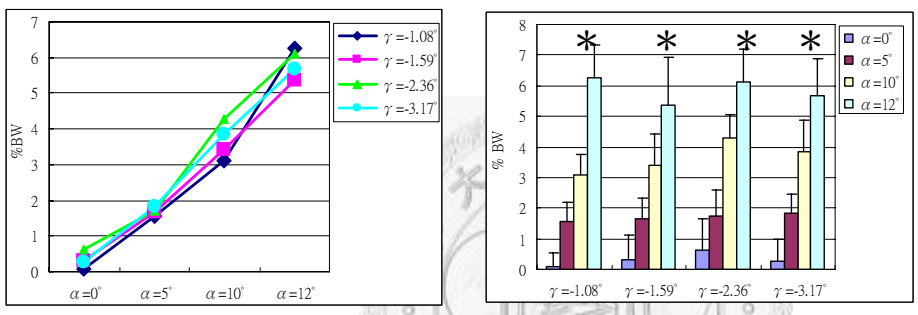 7
6
5
4
3
2
1
0
%BW
α=0° α=5° α=10° α=12°
γ=-1.08°
γ=-1.59°
γ=-2.36°
γ=-3.17°
8
7
6
5
4
3
2
1
0
% BW
* * * *
γ=-1.08° γ=-1.59° γ=-2.36° γ=-3.17°
α=0°
α=5°
α=10°
α=12°